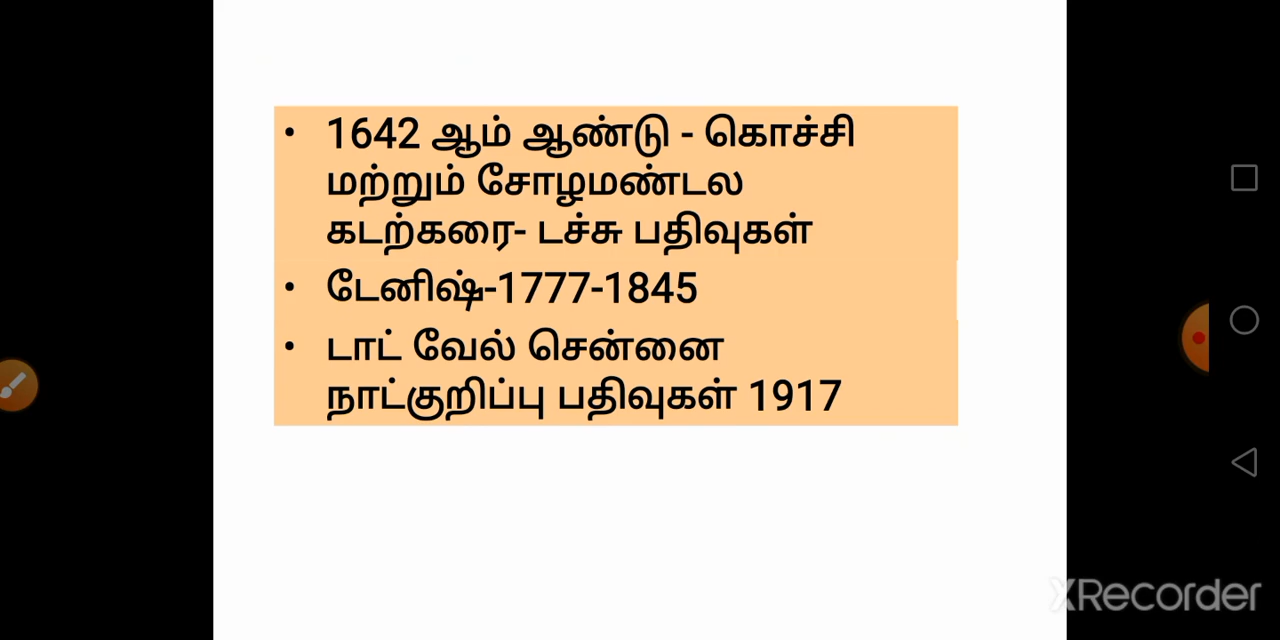 • 1642 ஆம் ஆண்டு - கொச்சி
மற்றும் சோழமண்டல
கடற்கரை- டச்சு பதிவுகள்
• டேனிஷ்-1777-1845
• டாட் வேல் சென்னை
நாட்குறிப்பு பதிவுகள் 1917
XRecorder